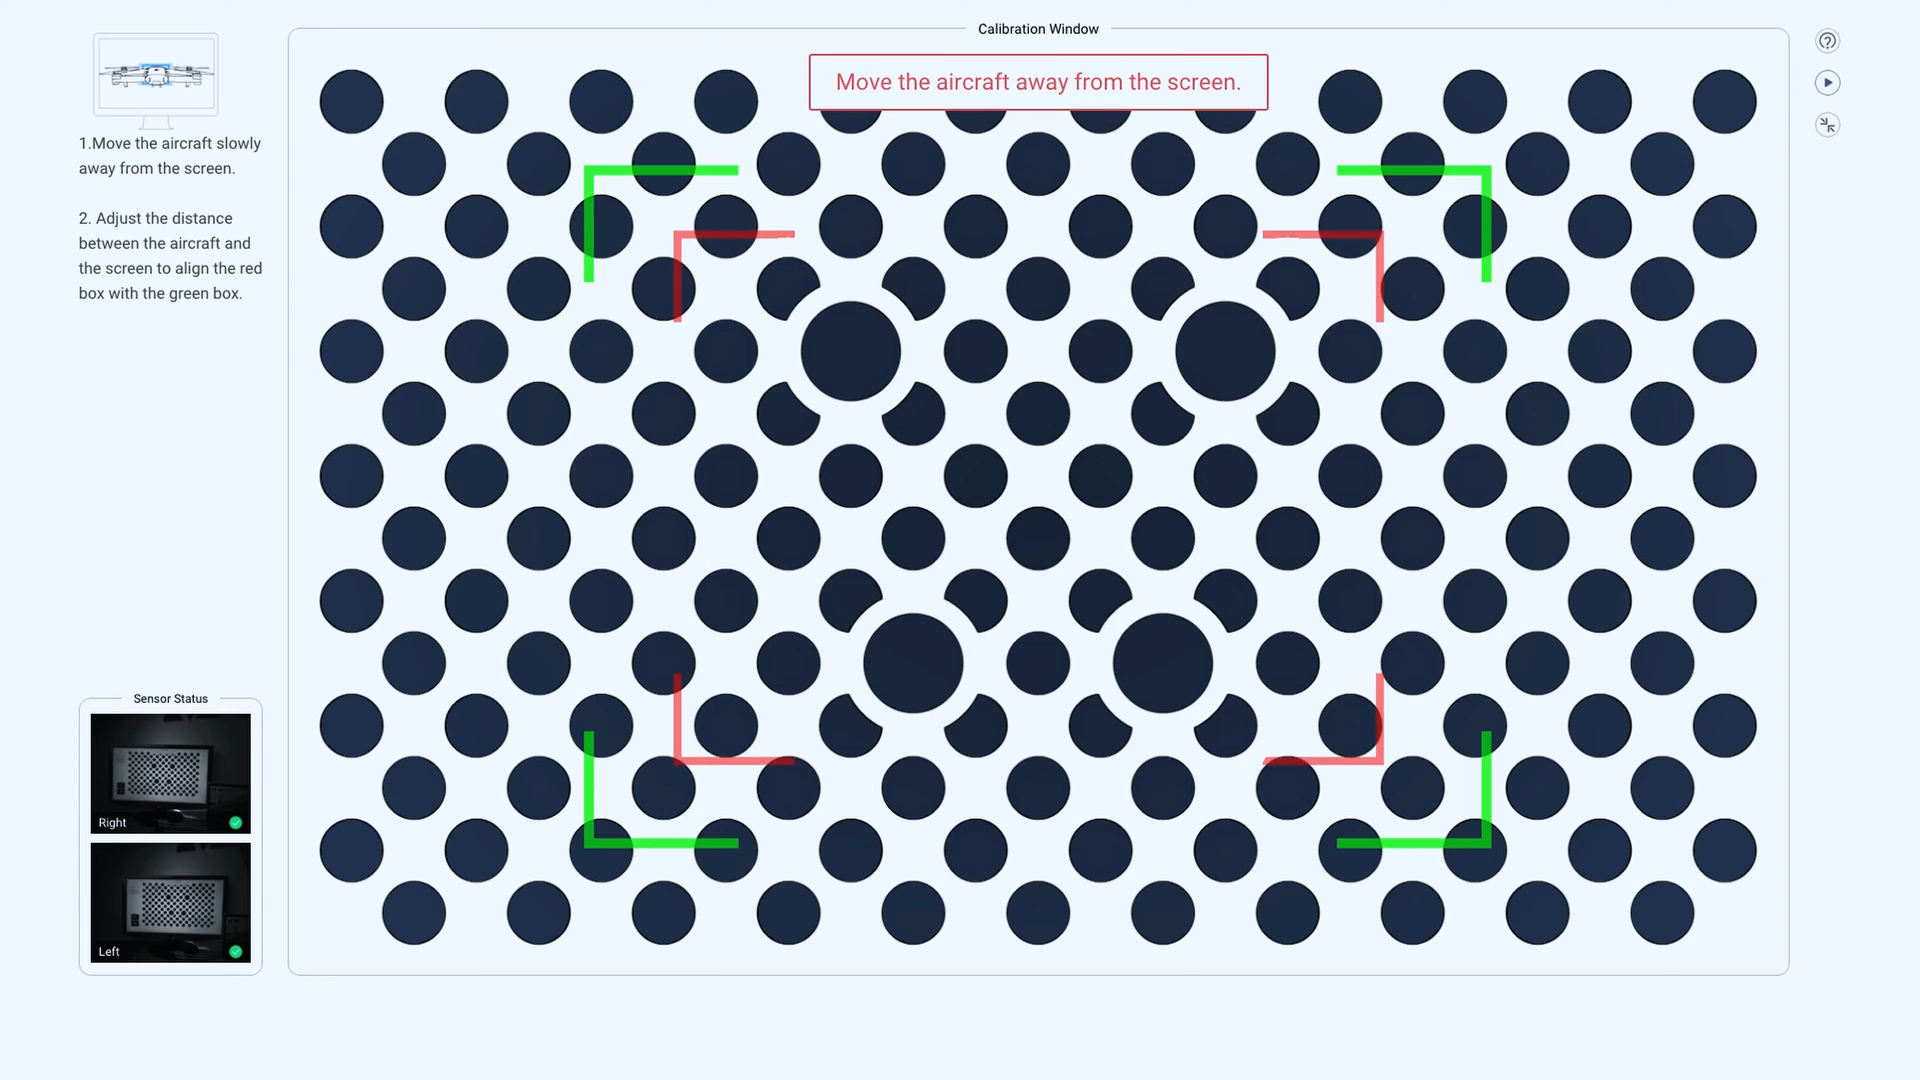 Calibration Window
Move the aircraft away from the screen.
1.Move the aircraft slowly
away from the screen.
2. Adjust the distance
between the aircraft and
the screen to align the red
box with the green box.
Sensor Status
Right
Left